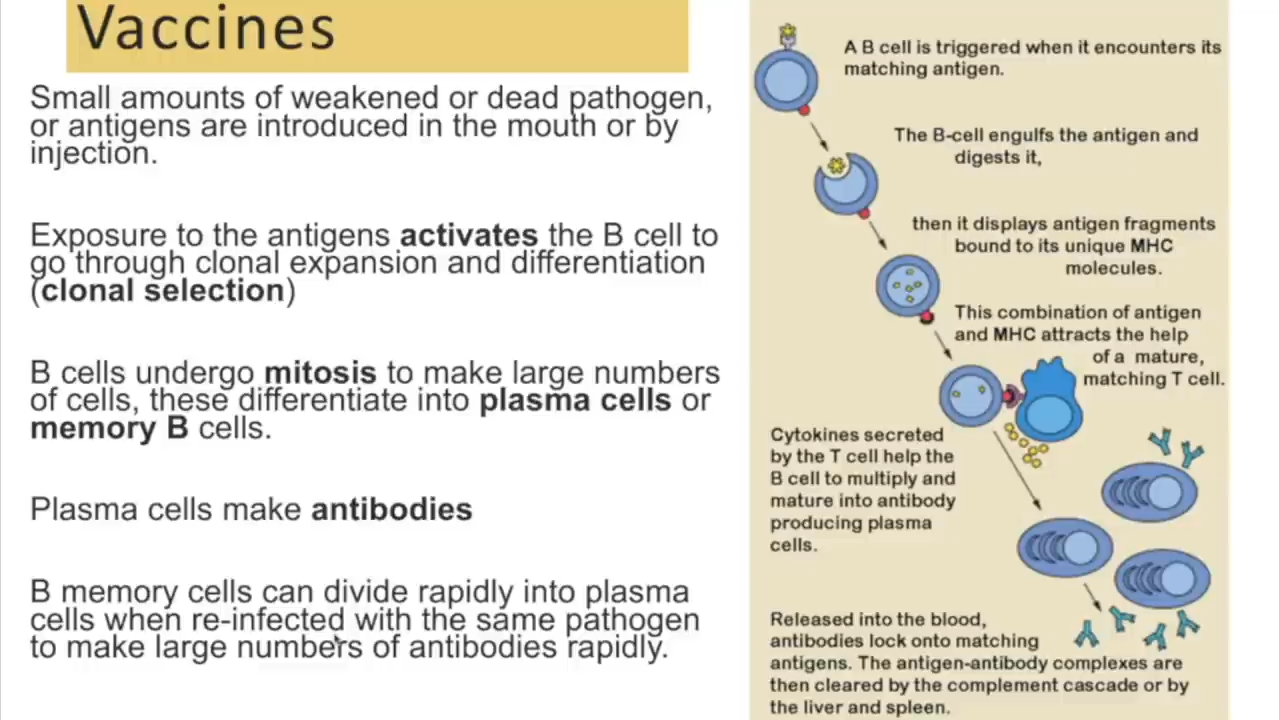 Vaccines
Small amounts of weakened or dead pathogen,
or antigens are introduced in the mouth or by
injection.
Exposure to the antigens activates the B cell to
go through clonal expansion and differentiation
(clonal selection)
B cells undergo mitosis to make large numbers
of cells, these differentiate into plasma cells or
memory B cells.
Plasma cells make antibodies
B memory cells can divide rapidly into plasma
cells when re-infected with the same pathogen
to make large numbers of antibodies rapidly.
A B cell is triggered when it encounters its
matching antigen.
The B-cell engulfs the antigen and
digests it,
then it displays antigen fragments
bound to its unique MHC
molecules.
This combination of antigen
and MHC attracts the help
of a mature,
matching T cell.
Cytokines secreted
by the T cell help the
B cell to multiply and
mature into antibody
producing plasma
cells.
Released into the blood,
antibodies lock onto matching
antigens. The antigen-antibody complexes are
then cleared by the complement cascade or by
the liver and spleen.